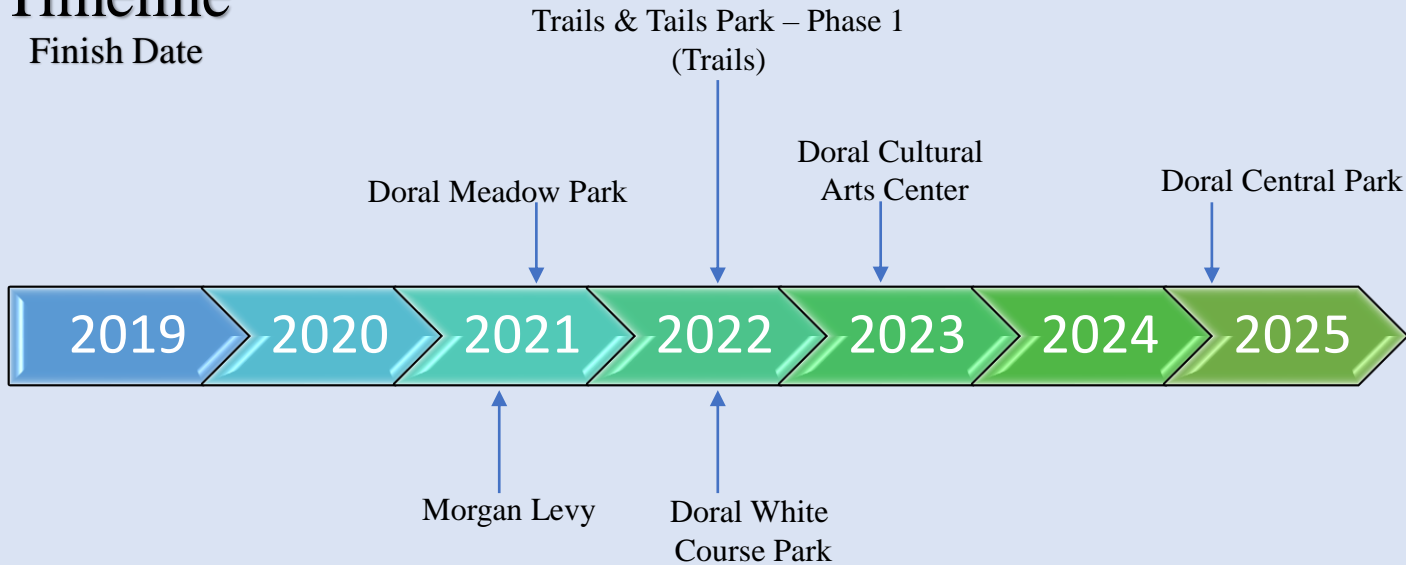 Timeline
Finish Date
Trails & Tails Park – Phase 1
(Trails)
Doral Cultural
Arts Center
Doral Meadow Park
Doral Central Park
2019
2020
2021
2022
2023
2024
2025
Morgan Levy
Doral White
Course Park